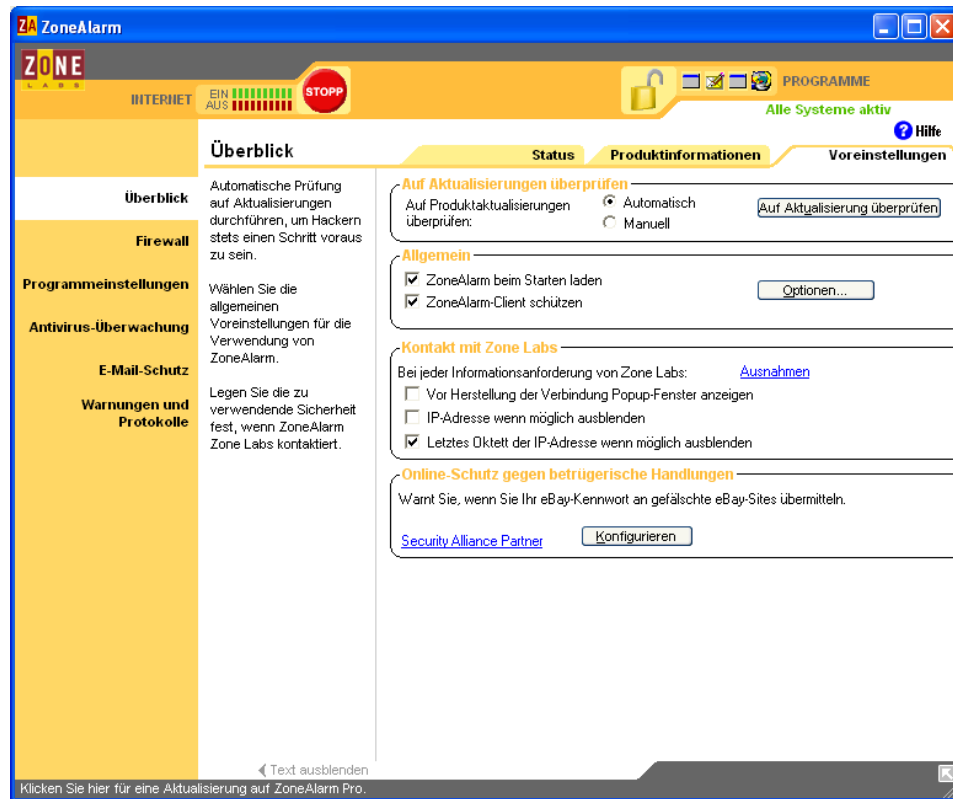 ZA ZoneAlarm
ZONE
LABS
INTERNET
EIN
AUS
STOPP
PROGRAMME
Alle Systeme aktiv
? Hilfe
Überblick
Status
Produktinformationen
Voreinstellungen
Überblick
Firewall
Programmeinstellungen
Antivirus-Überwachung
E-Mail-Schutz
Warnungen und
Protokolle
Automatische Prüfung
auf Aktualisierungen
durchführen, um Hackern
stets einen Schritt voraus
zu sein.
Wählen Sie die
allgemeinen
Voreinstellungen für die
Verwendung von
ZoneAlarm.
Legen Sie die zu
verwendende Sicherheit
fest, wenn ZoneAlarm
Zone Labs kontaktiert.
Auf Aktualisierungen überprüfen
Auf Produktaktualisierungen
überprüfen:
Automatisch
Manuell
Auf Aktualisierung überprüfen
Allgemein
ZoneAlarm beim Starten laden
ZoneAlarm-Client schützen
Optionen...
Kontakt mit Zone Labs
Bei jeder Informationsanforderung von Zone Labs: Ausnahmen
Vor Herstellung der Verbindung Popup-Fenster anzeigen
IP-Adresse wenn möglich ausblenden
Letztes Oktett der IP-Adresse wenn möglich ausblenden
Online-Schutz gegen betrügerische Handlungen
Warnt Sie, wenn Sie Ihr eBay-Kennwort an gefälschte eBay-Sites übermitteln.
Security Alliance Partner
Konfigurieren
Text ausblenden
Klicken Sie hier für eine Aktualisierung auf ZoneAlarm Pro.